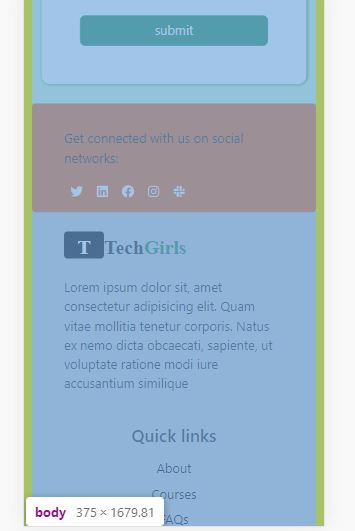 submit
Get connected with us on social
networks:
T TechGirls
Lorem ipsum dolor sit, amet
consectetur adipisicing elit. Quam
vitae mollitia tenetur corporis. Natus
ex nemo dicta obcaecati, sapiente, ut
voluptate ratione modi iure
accusantium similique
Quick links
About
Courses
FAQs
body 375 × 1679.81